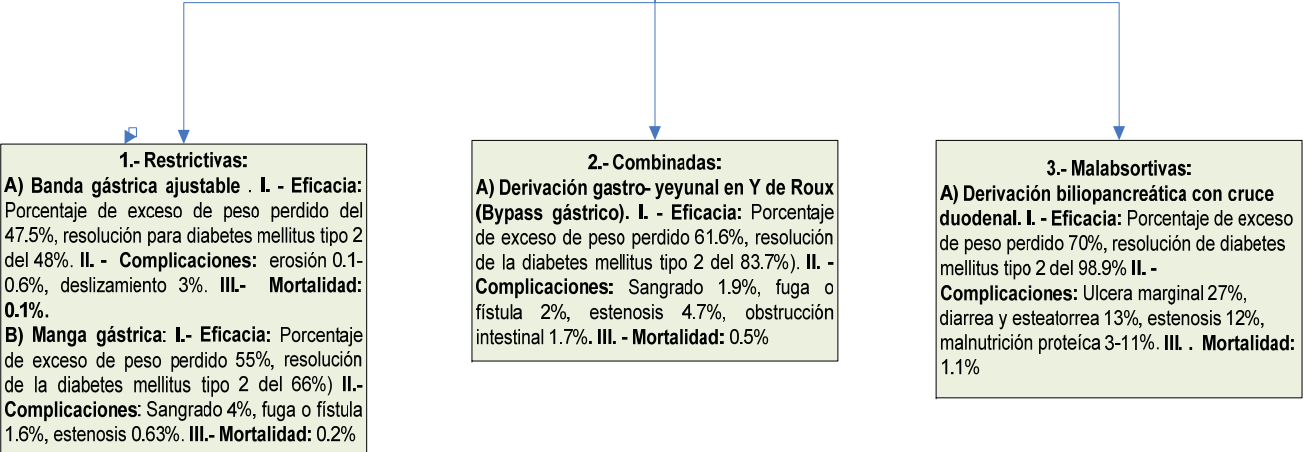 1.- Restrictivas:
A) Banda gástrica ajustable . I. - Eficacia:
Porcentaje de exceso de peso perdido del
47.5%, resolución para diabetes mellitus tipo 2
del 48%. II. - Complicaciones: erosión 0.1-
0.6%, deslizamiento 3%. III.- Mortalidad:
0.1%.
B) Manga gástrica: I.- Eficacia: Porcentaje
de exceso de peso perdido 55%, resolución
de la diabetes mellitus tipo 2 del 66%) II.-
Complicaciones: Sangrado 4%, fuga o fístula
1.6%, estenosis 0.63%. III.- Mortalidad: 0.2%
2.- Combinadas:
A) Derivación gastro- yeyunal en Y de Roux
(Bypass gástrico). I. - Eficacia: Porcentaje
de exceso de peso perdido 61.6%, resolución
de la diabetes mellitus tipo 2 del 83.7%). II. -
Complicaciones: Sangrado 1.9%, fuga o
fístula 2%, estenosis 4.7%, obstrucción
intestinal 1.7%. III. - Mortalidad: 0.5%
3.- Malabsortivas:
A) Derivación biliopancreática con cruce
duodenal. I. - Eficacia: Porcentaje de exceso
de peso perdido 70%, resolución de diabetes
mellitus tipo 2 del 98.9% II. -
Complicaciones: Ulcera marginal 27%,
diarrea y esteatorrea 13%, estenosis 12%,
malnutrición proteíca 3-11%. III. . Mortalidad:
1.1%